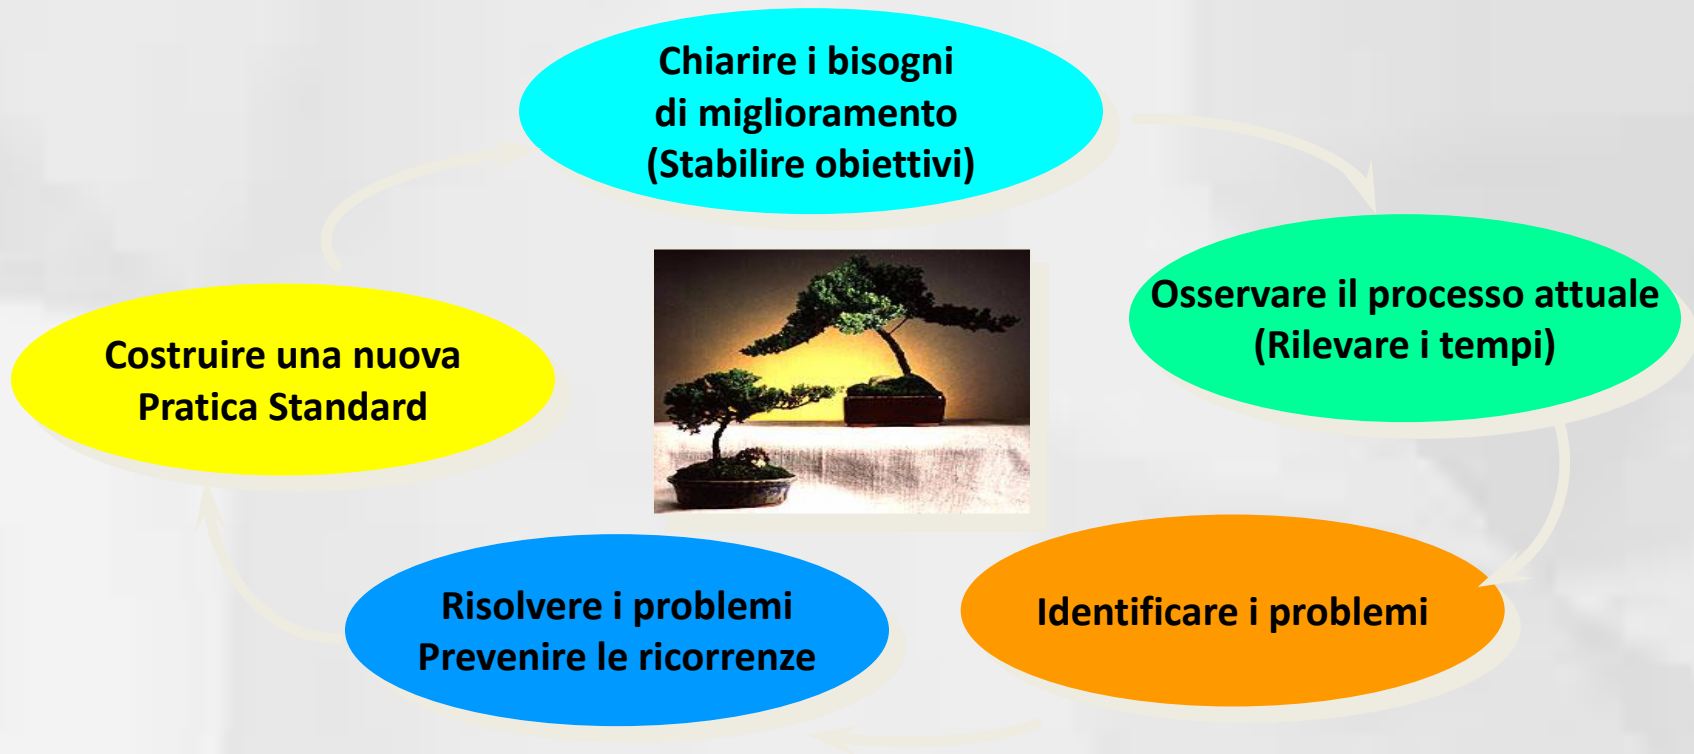 Chiarire i bisogni
di miglioramento
(Stabilire obiettivi)
Osservare il processo attuale
(Rilevare i tempi)
Identificare i problemi
Risolvere i problemi
Prevenire le ricorrenze
Costruire una nuova
Pratica Standard